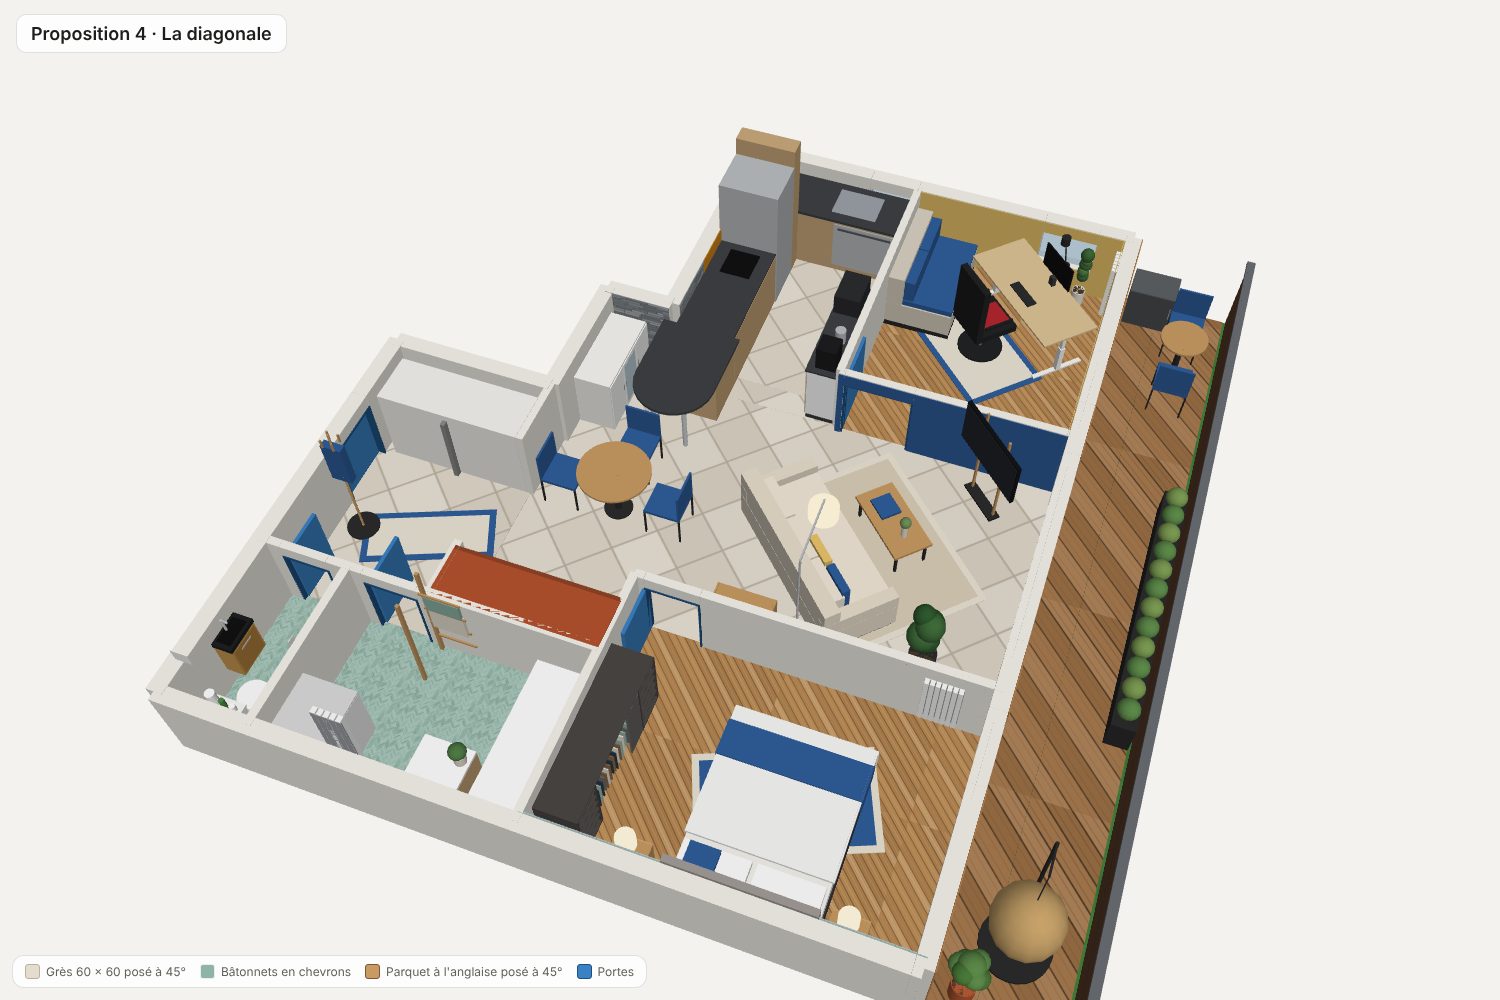 Proposition 4 · La diagonale
Grès 60 × 60 posé à 45°
Bâtonnets en chevrons
Parquet à l'anglaise posé à 45°
Portes